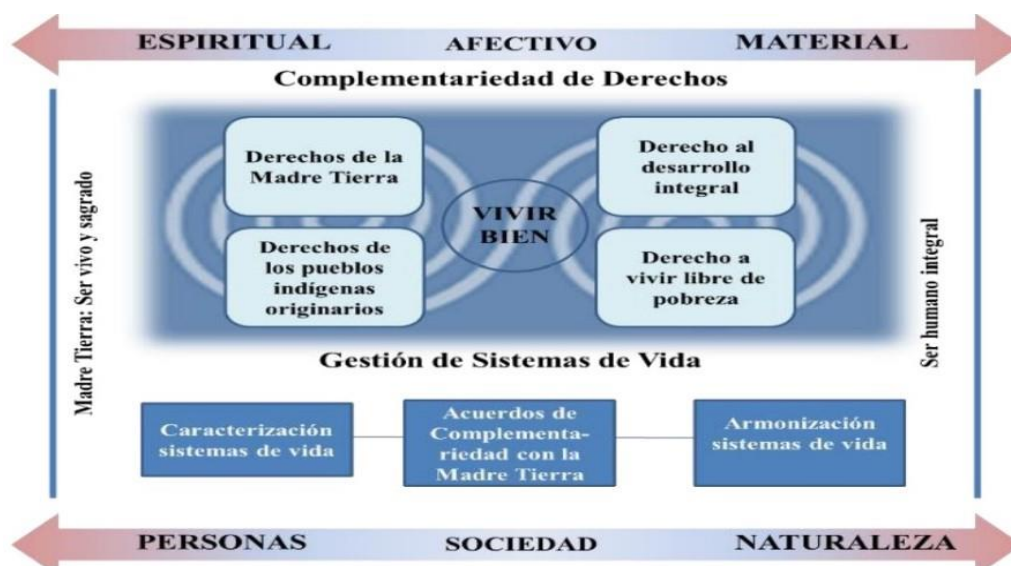 ESPIRITUAL AFECTIVO MATERIAL
Complementariedad de Derechos
Madre Tierra: Ser vivo y sagrado
Derechos de la
Madre Tierra
Derechos de
los pueblos
indígenas
originarios
VIVIR
BIEN
Derecho al
desarrollo
integral
Derecho a
vivir libre de
pobreza
Ser humano integral
Gestión de Sistemas de Vida
Caracterización
sistemas de vida
Acuerdos de
Complementa-
riedad con la
Madre Tierra
Armonización
sistemas de vida
PERSONAS SOCIEDAD NATURALEZA